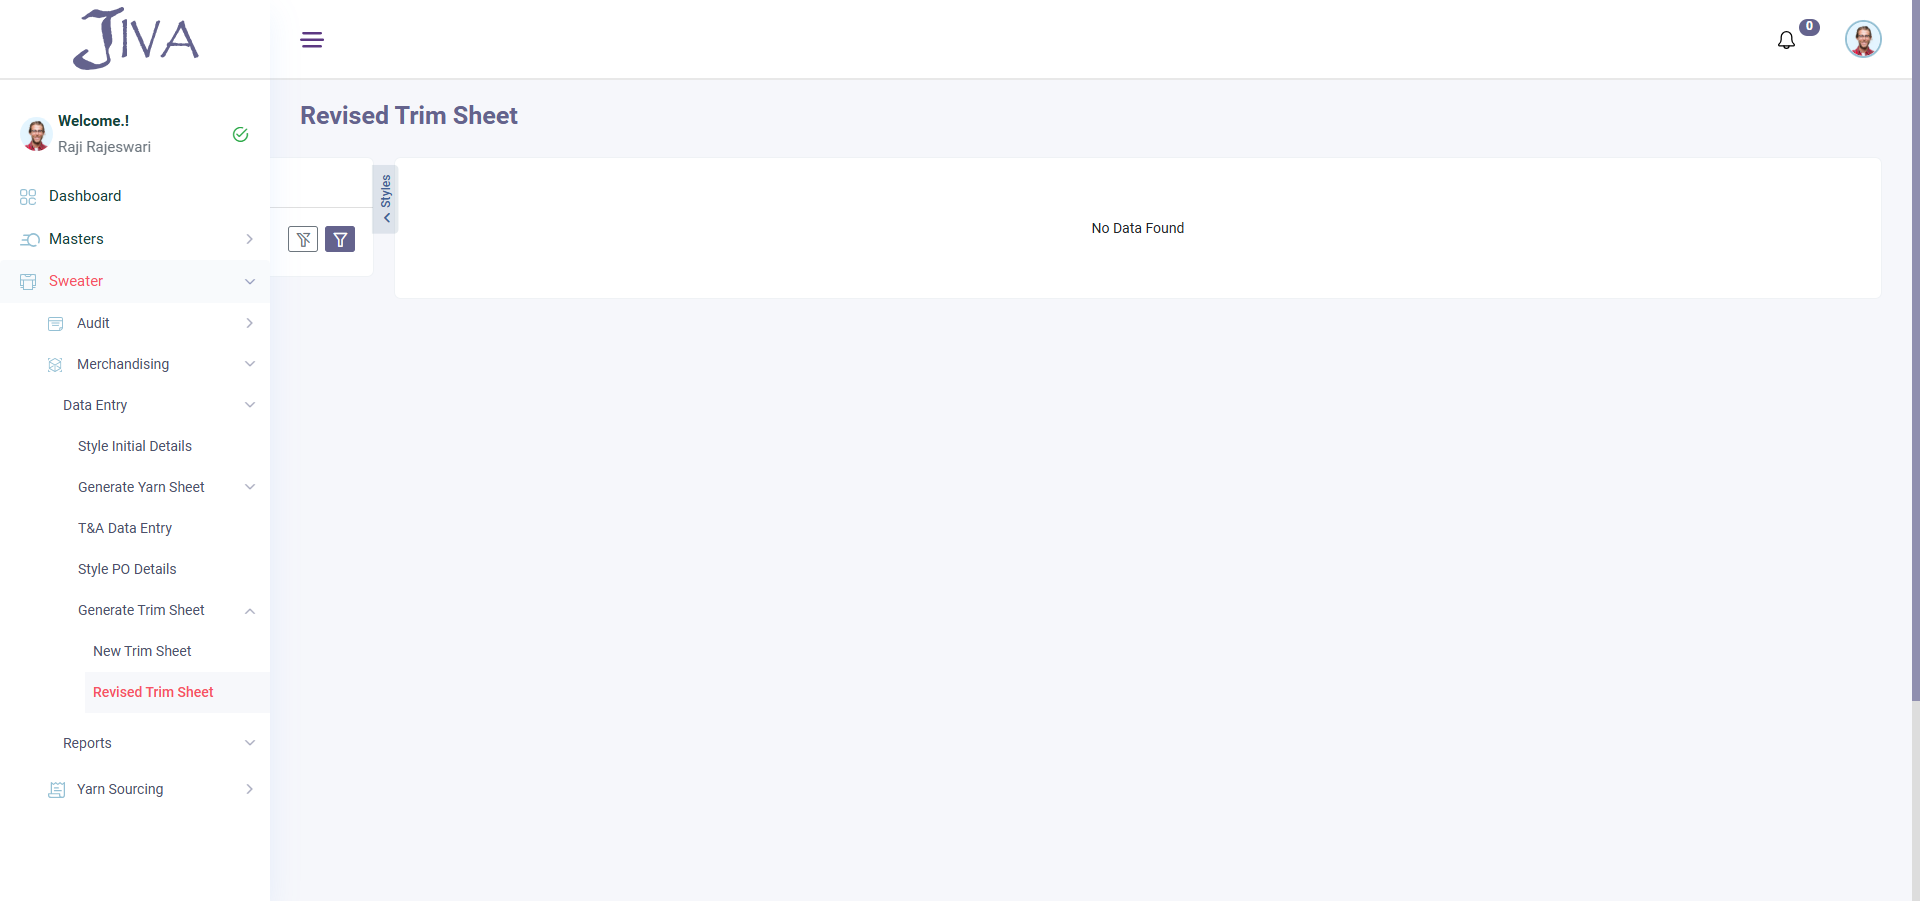 JIVA
0
Welcome.!
Raji Rajeswari
Dashboard
Masters
Sweater
Audit
Merchandising
Data Entry
Style Initial Details
Generate Yarn Sheet
T&A Data Entry
Style PO Details
Generate Trim Sheet
New Trim Sheet
Revised Trim Sheet
Reports
Yarn Sourcing
Revised Trim Sheet
Styles
No Data Found